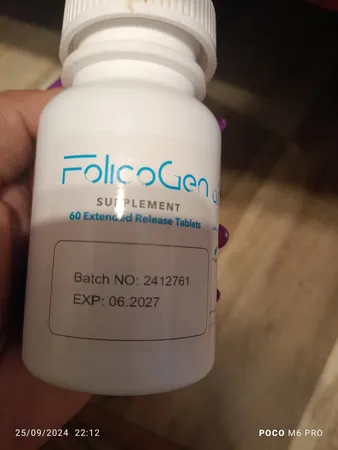 FolicoGen
SUPPLEMENT
60 Extended Release Tablets
Batch NO: 2412761
EXP: 06.2027
25/09/2024 22:12
POCO M6 PRO